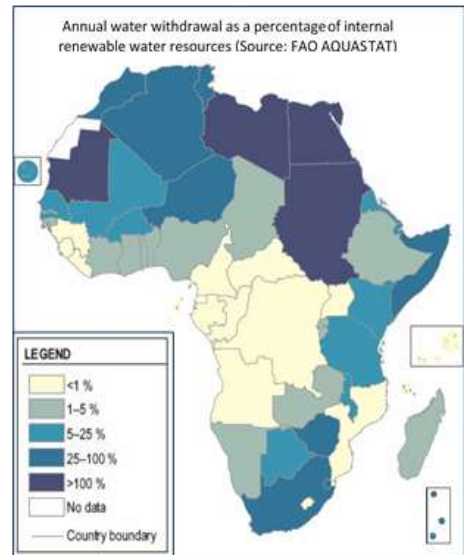 Annual water withdrawal as a percentage of internal
renewable water resources (Source: FAO AQUASTAT)
LEGEND
<1 %
1–5 %
5–25 %
25–100 %
>100 %
No data
Country boundary